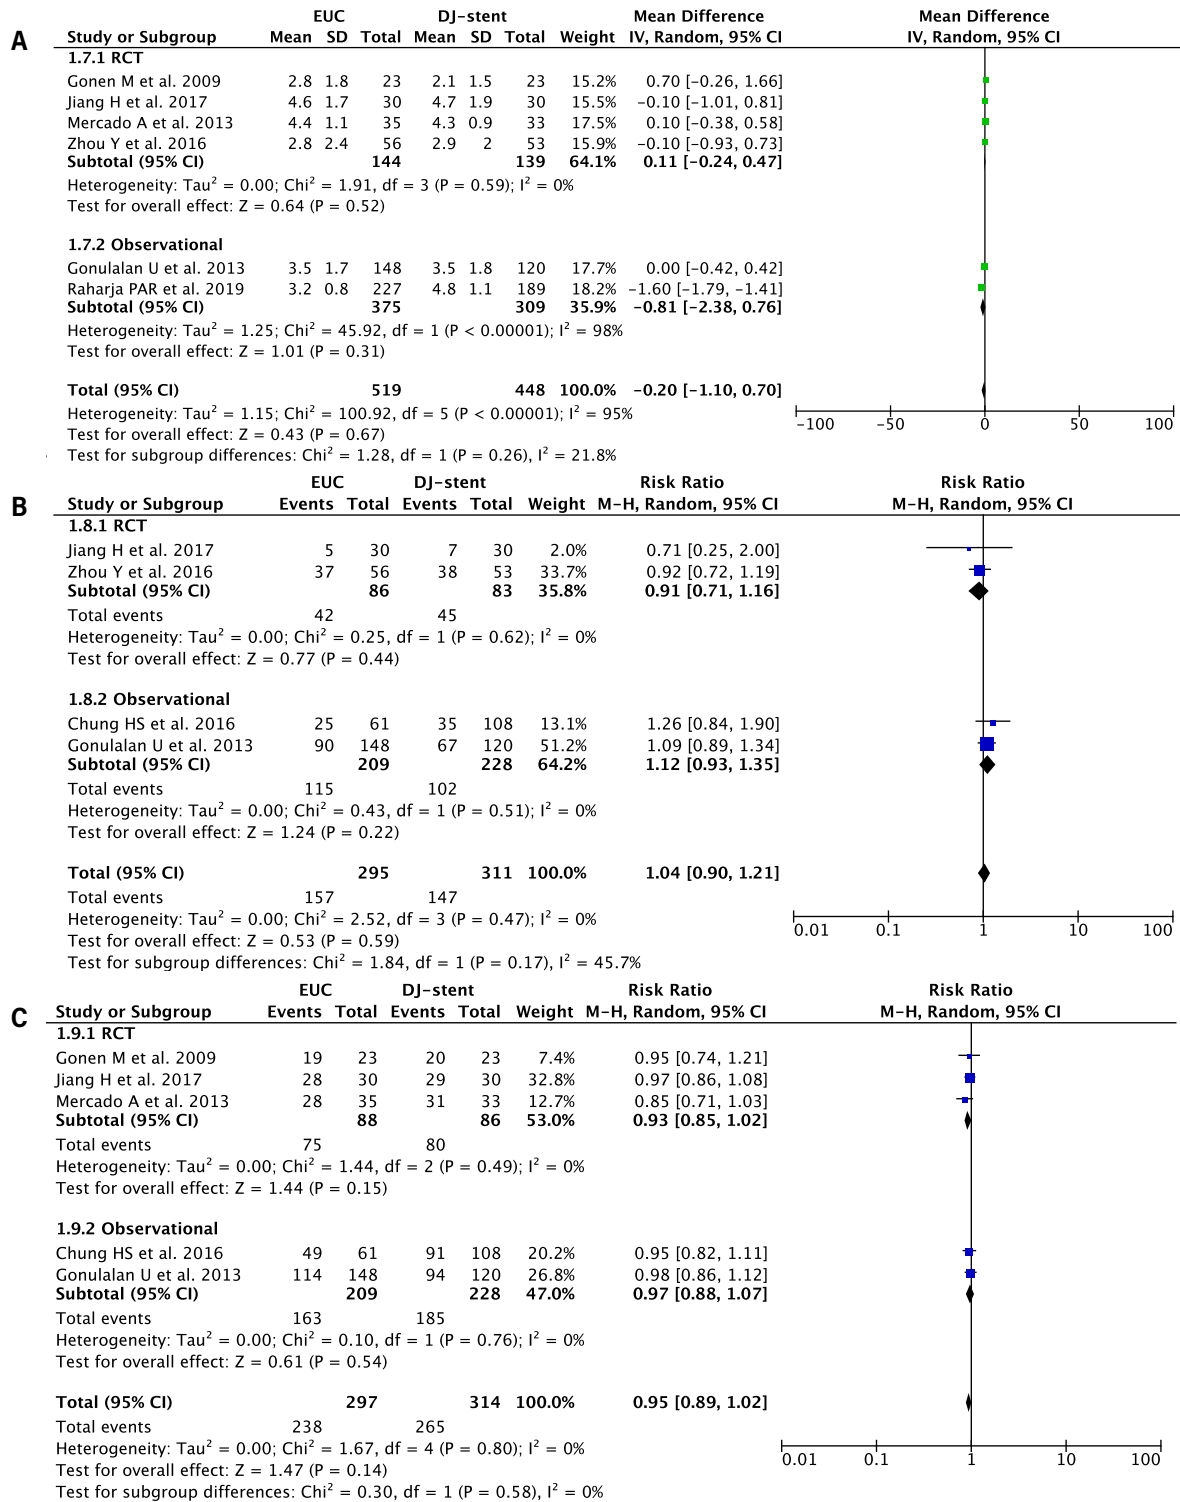 A
EUC DJ-stent Mean Difference Mean Difference
Study or Subgroup Mean SD Total Mean SD Total Weight IV, Random, 95% CI IV, Random, 95% CI
1.7.1 RCT
Gonen M et al. 2009 2.8 1.8 23 2.1 1.5 23 15.2% 0.70 [−0.26, 1.66]
Jiang H et al. 2017 4.6 1.7 30 4.7 1.9 30 15.5% −0.10 [−1.01, 0.81]
Mercado A et al. 2013 4.4 1.1 35 4.3 0.9 33 17.5% 0.10 [−0.38, 0.58]
Zhou Y et al. 2016 2.8 2.4 56 2.9 2 53 15.9% −0.10 [−0.93, 0.73]
Subtotal (95% CI) 144 139 64.1% 0.11 [−0.24, 0.47]
Heterogeneity: Tau² = 0.00; Chi² = 1.91, df = 3 (P = 0.59); I² = 0%
Test for overall effect: Z = 0.64 (P = 0.52)
1.7.2 Observational
Gonulalan U et al. 2013 3.5 1.7 148 3.5 1.8 120 17.7% 0.00 [−0.42, 0.42]
Raharja PAR et al. 2019 3.2 0.8 227 4.8 1.1 189 18.2% −1.60 [−1.79, −1.41]
Subtotal (95% CI) 375 309 35.9% −0.81 [−2.38, 0.76]
Heterogeneity: Tau² = 1.25; Chi² = 45.92, df = 1 (P < 0.00001); I² = 98%
Test for overall effect: Z = 1.01 (P = 0.31)
Total (95% CI) 519 448 100.0% −0.20 [−1.10, 0.70]
Heterogeneity: Tau² = 1.15; Chi² = 100.92, df = 5 (P < 0.00001); I² = 95%
Test for overall effect: Z = 0.43 (P = 0.67)
Test for subgroup differences: Chi² = 1.28, df = 1 (P = 0.26), I² = 21.8%
−100 −50 0 50 100
B
EUC DJ-stent Risk Ratio Risk Ratio
Study or Subgroup Events Total Events Total Weight M-H, Random, 95% CI M-H, Random, 95% CI
1.8.1 RCT
Jiang H et al. 2017 5 30 7 30 2.0% 0.71 [0.25, 2.00]
Zhou Y et al. 2016 37 56 38 53 33.7% 0.92 [0.72, 1.19]
Subtotal (95% CI) 86 83 35.8% 0.91 [0.71, 1.16]
Total events 42 45
Heterogeneity: Tau² = 0.00; Chi² = 0.25, df = 1 (P = 0.62); I² = 0%
Test for overall effect: Z = 0.77 (P = 0.44)
1.8.2 Observational
Chung HS et al. 2016 25 61 35 108 13.1% 1.26 [0.84, 1.90]
Gonulalan U et al. 2013 90 148 67 120 51.2% 1.09 [0.89, 1.34]
Subtotal (95% CI) 209 228 64.2% 1.12 [0.93, 1.35]
Total events 115 102
Heterogeneity: Tau² = 0.00; Chi² = 0.43, df = 1 (P = 0.51); I² = 0%
Test for overall effect: Z = 1.24 (P = 0.22)
Total (95% CI) 295 311 100.0% 1.04 [0.90, 1.21]
Total events 157 147
Heterogeneity: Tau² = 0.00; Chi² = 2.52, df = 3 (P = 0.47); I² = 0%
Test for overall effect: Z = 0.53 (P = 0.59)
Test for subgroup differences: Chi² = 1.84, df = 1 (P = 0.17), I² = 45.7%
0.01 0.1 1 10 100
C
EUC DJ-stent Risk Ratio Risk Ratio
Study or Subgroup Events Total Events Total Weight M-H, Random, 95% CI M-H, Random, 95% CI
1.9.1 RCT
Gonen M et al. 2009 19 23 20 23 7.4% 0.95 [0.74, 1.21]
Jiang H et al. 2017 28 30 29 30 32.8% 0.97 [0.86, 1.08]
Mercado A et al. 2013 28 35 31 33 12.7% 0.85 [0.71, 1.03]
Subtotal (95% CI) 88 86 53.0% 0.93 [0.85, 1.02]
Total events 75 80
Heterogeneity: Tau² = 0.00; Chi² = 1.44, df = 2 (P = 0.49); I² = 0%
Test for overall effect: Z = 1.44 (P = 0.15)
1.9.2 Observational
Chung HS et al. 2016 49 61 91 108 20.2% 0.95 [0.82, 1.11]
Gonulalan U et al. 2013 114 148 94 120 26.8% 0.98 [0.86, 1.12]
Subtotal (95% CI) 209 228 47.0% 0.97 [0.88, 1.07]
Total events 163 185
Heterogeneity: Tau² = 0.00; Chi² = 0.10, df = 1 (P = 0.76); I² = 0%
Test for overall effect: Z = 0.61 (P = 0.54)
Total (95% CI) 297 314 100.0% 0.95 [0.89, 1.02]
Total events 238 265
Heterogeneity: Tau² = 0.00; Chi² = 1.67, df = 4 (P = 0.80); I² = 0%
Test for overall effect: Z = 1.47 (P = 0.14)
Test for subgroup differences: Chi² = 0.30, df = 1 (P = 0.58), I² = 0%
0.01 0.1 1 10 100